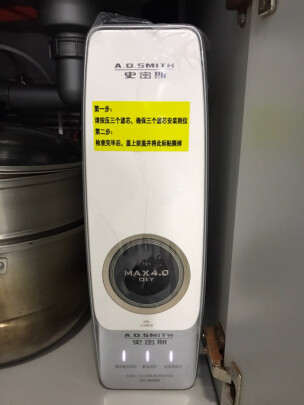 A.O.SMITH
史密斯
第一步:
请按压三个滤芯，确保三个滤芯安装到位
第二步:
检查完毕后，盖上前盖并将此标贴撕掉
MAX4.0
DIY
A.O.SMITH
史密斯